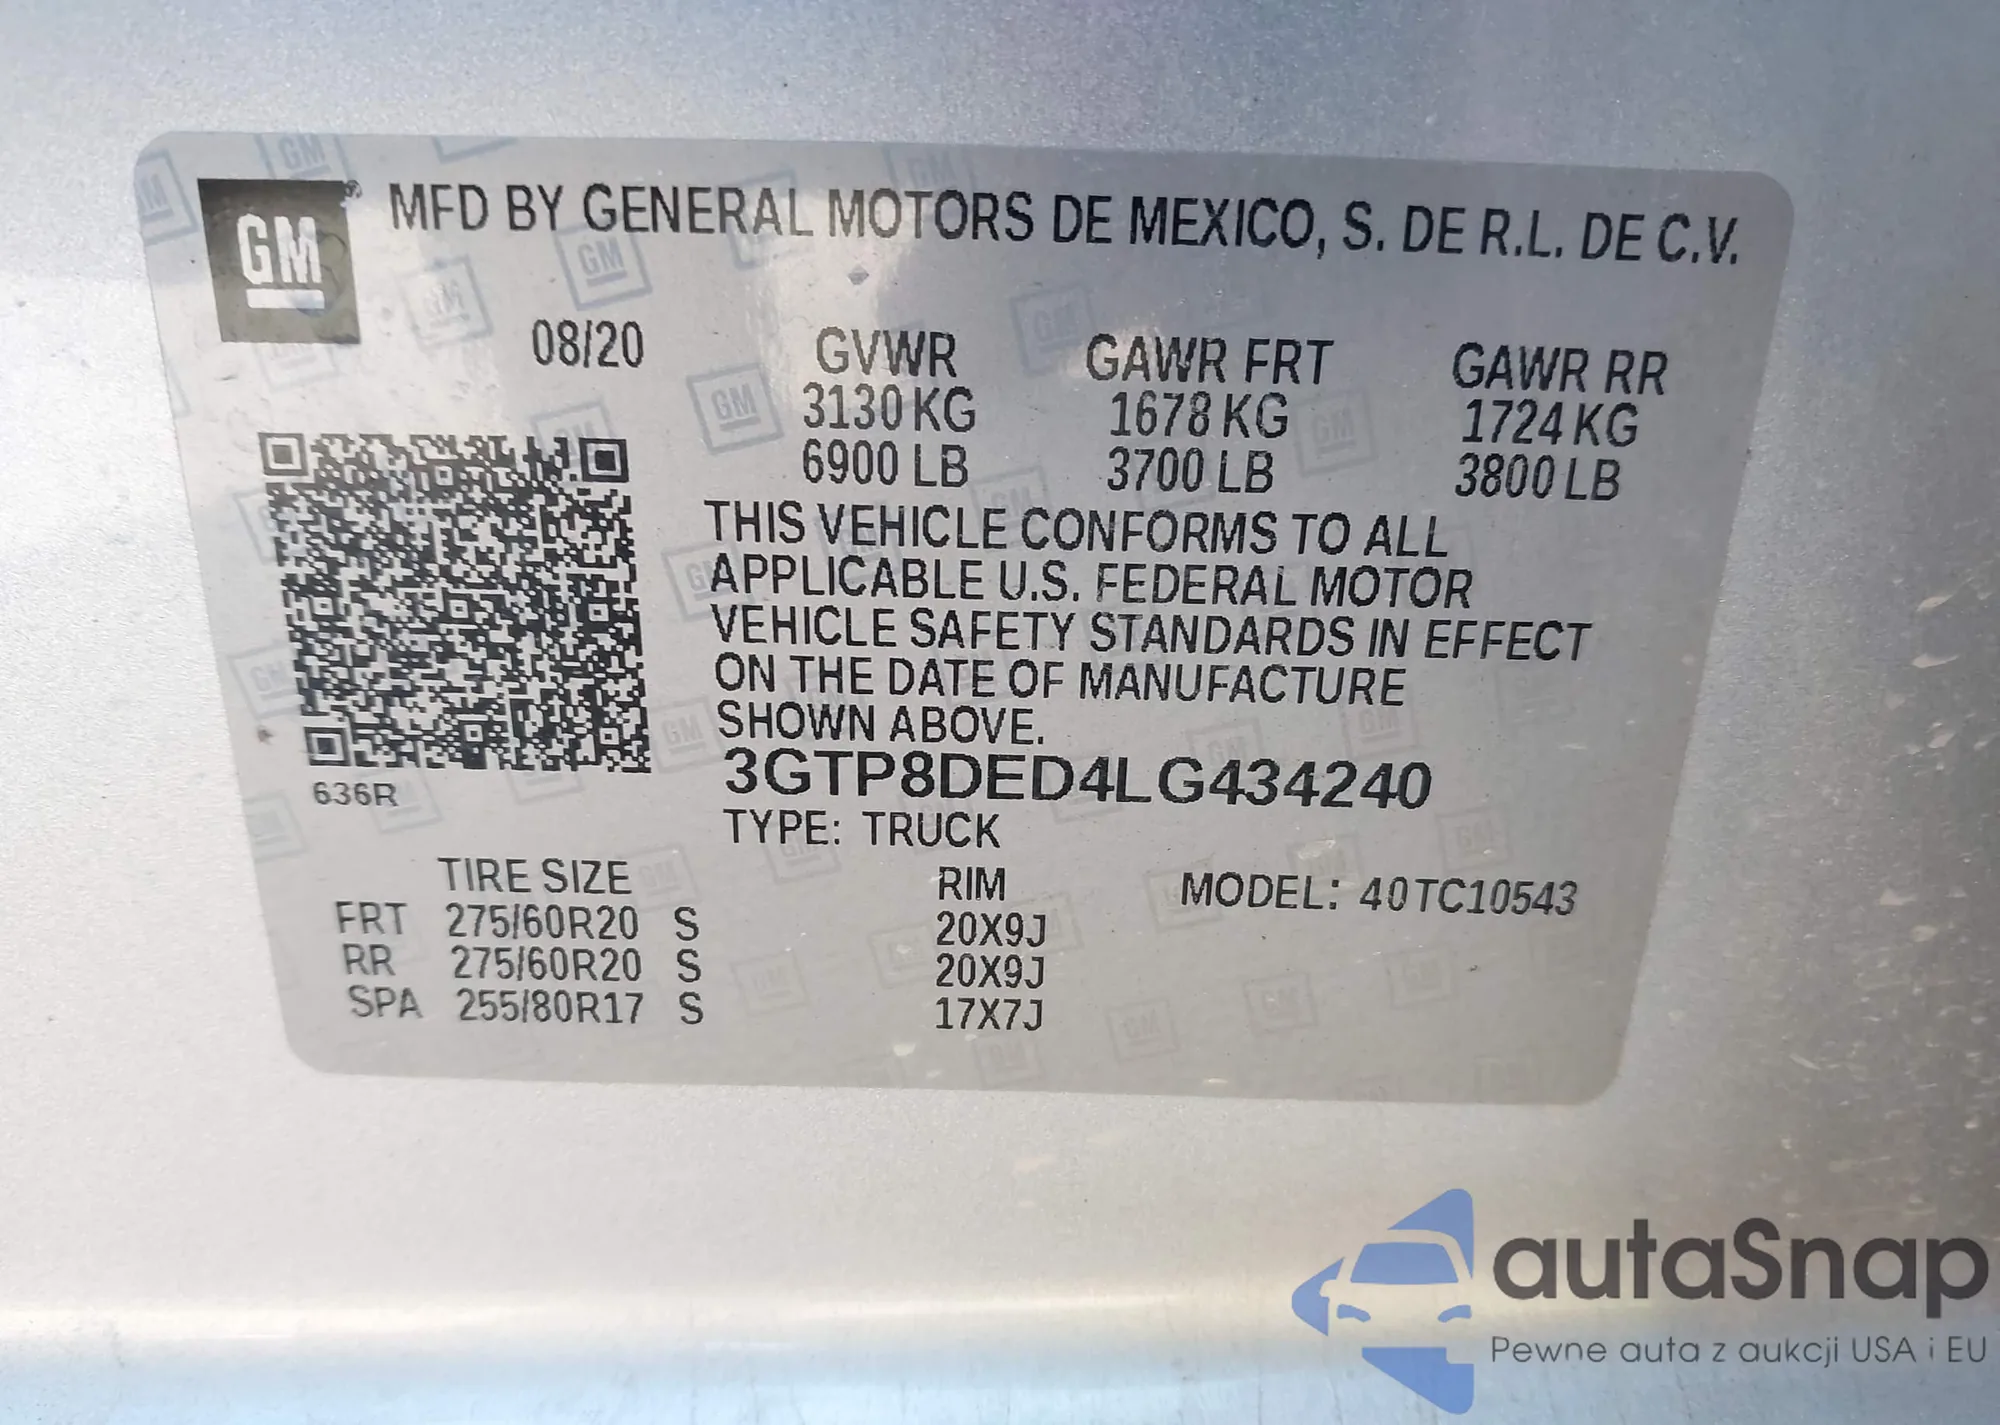 GM
MFD BY GENERAL MOTORS DE MEXICO, S. DE R.L. DE C.V.
08/20
GVWR GAWR FRT GAWR RR
3130 KG 1678 KG 1724 KG
6900 LB 3700 LB 3800 LB
THIS VEHICLE CONFORMS TO ALL
APPLICABLE U.S. FEDERAL MOTOR
VEHICLE SAFETY STANDARDS IN EFFECT
ON THE DATE OF MANUFACTURE
SHOWN ABOVE.
3GTP8DED4LG434240
636R
TYPE: TRUCK
TIRE SIZE RIM MODEL: 40TC10543
FRT 275/60R20 S 20X9J
RR 275/60R20 S 20X9J
SPA 255/80R17 S 17X7J
autaSnap
Pewne auta z aukcji USA i EU